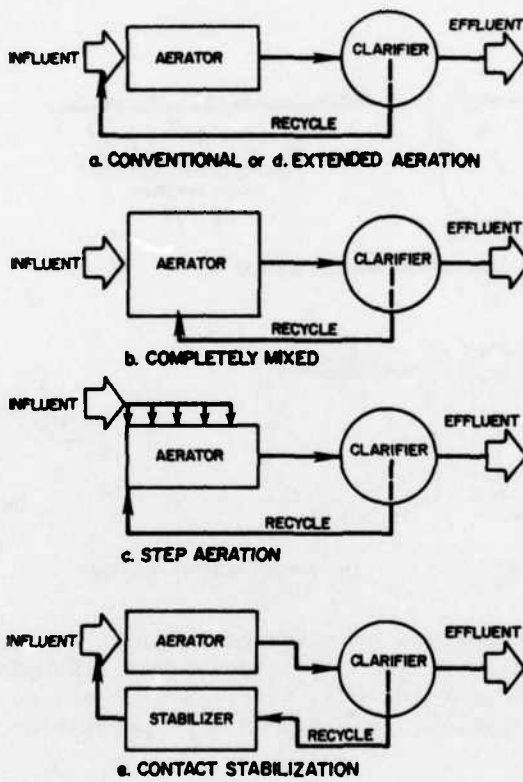 EFFLUENT
INFLUENT AERATOR CLARIFIER
RECYCLE
a. CONVENTIONAL or d. EXTENDED AERATION
EFFLUENT
INFLUENT AERATOR CLARIFIER
RECYCLE
b. COMPLETELY MIXED
INFLUENT EFFLUENT
AERATOR CLARIFIER
RECYCLE
c. STEP AERATION
EFFLUENT
INFLUENT AERATOR CLARIFIER
STABILIZER
RECYCLE
e. CONTACT STABILIZATION